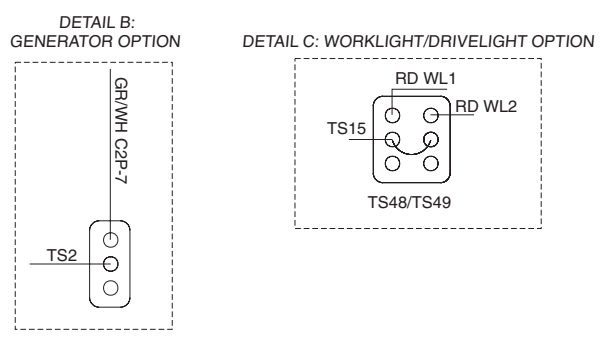 DETAIL B:
GENERATOR OPTION
GR/WH C2P-7
TS2
DETAIL C: WORKLIGHT/DRIVELIGHT OPTION
RD WL1
RD WL2
TS15
TS48/TS49